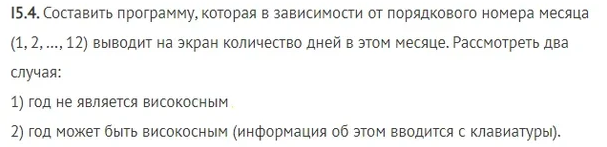 I5.4. Составить программу, которая в зависимости от порядкового номера месяца
(1, 2, ..., 12) выводит на экран количество дней в этом месяце. Рассмотреть два
случая:
1) год не является високосным
2) год может быть високосным (информация об этом вводится с клавиатуры).